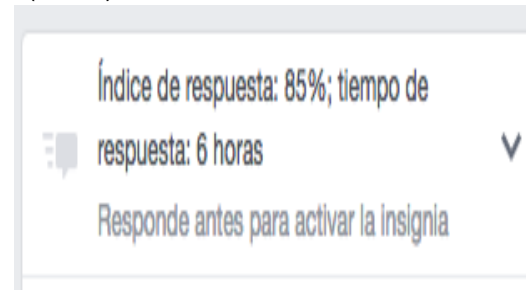 Índice de respuesta: 85%; tiempo de
respuesta: 6 horas
Responde antes para activar la insignia